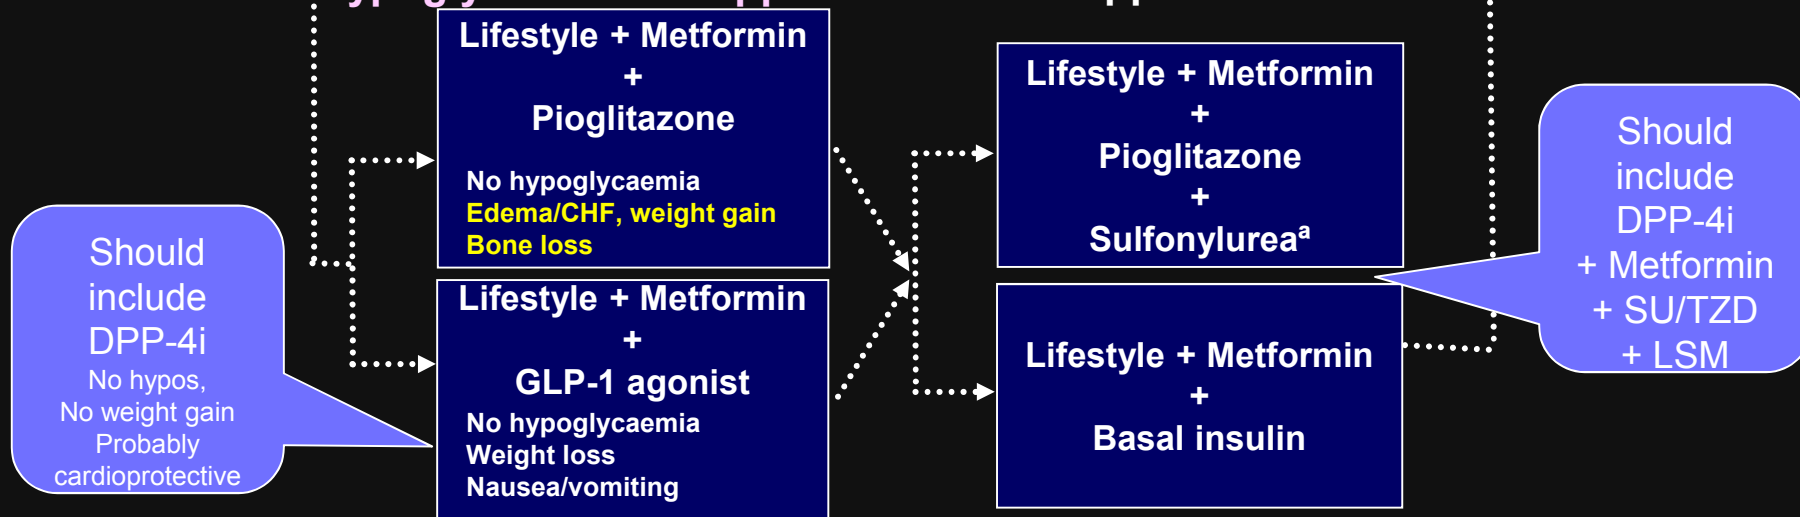 Lifestyle + Metformin
+
Pioglitazone
No hypoglycaemia
Edema/CHF, weight gain
Bone loss
Lifestyle + Metformin
+
GLP-1 agonist
No hypoglycaemia
Weight loss
Nausea/vomiting
Lifestyle + Metformin
+
Pioglitazone
+
Sulfonylureaᵃ
Lifestyle + Metformin
+
Basal insulin
Should
include
DPP-4i
No hypos,
No weight gain
Probably
cardioprotective
Should
include
DPP-4i
+ Metformin
+ SU/TZD
+ LSM